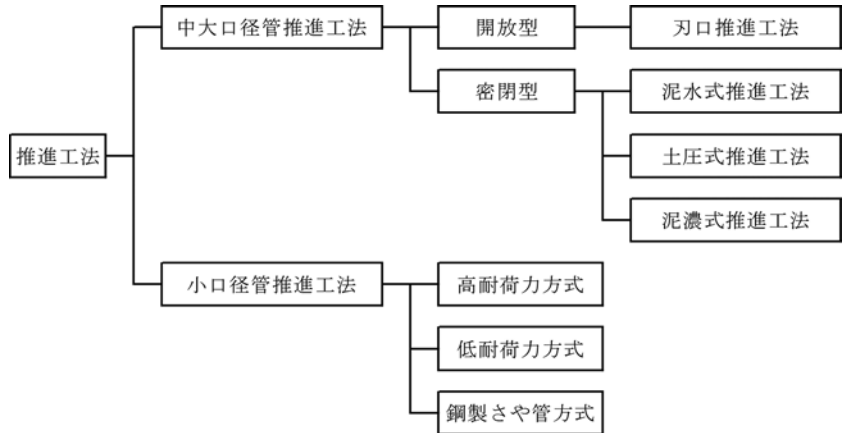 推進工法
中大口径管推進工法
開放型
刃口推進工法
密閉型
泥水式推進工法
土圧式推進工法
泥濃式推進工法
小口径管推進工法
高耐荷力方式
低耐荷力方式
鋼製さや管方式